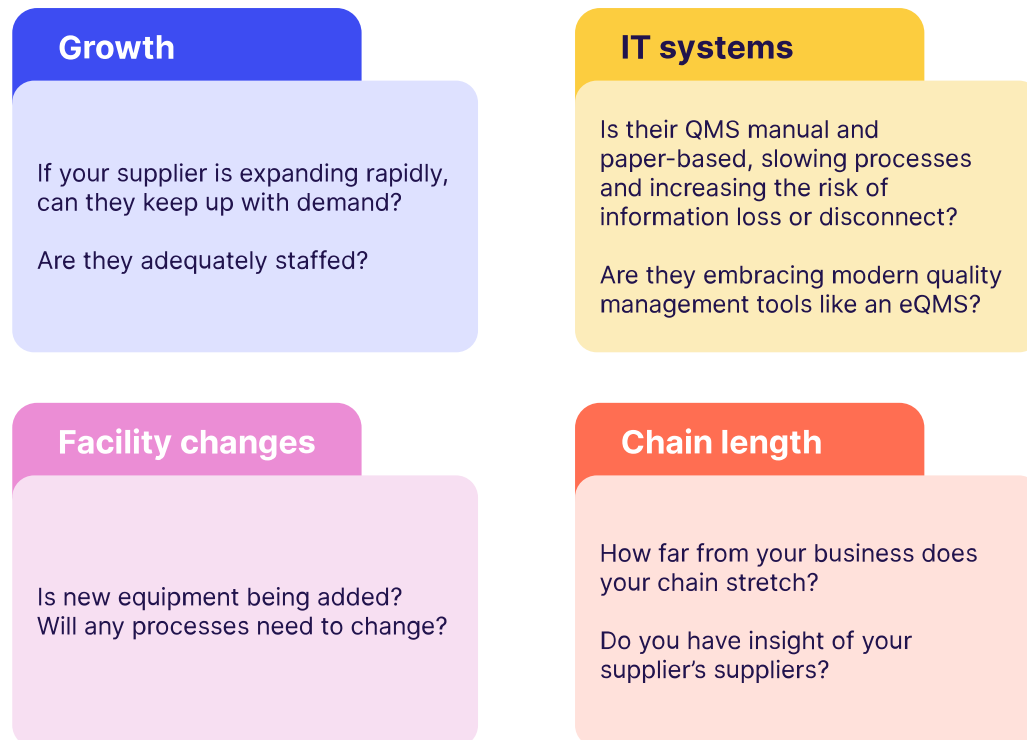 Growth
If your supplier is expanding rapidly,
can they keep up with demand?
Are they adequately staffed?
IT systems
Is their QMS manual and
paper-based, slowing processes
and increasing the risk of
information loss or disconnect?
Are they embracing modern quality
management tools like an eQMS?
Facility changes
Is new equipment being added?
Will any processes need to change?
Chain length
How far from your business does
your chain stretch?
Do you have insight of your
supplier’s suppliers?